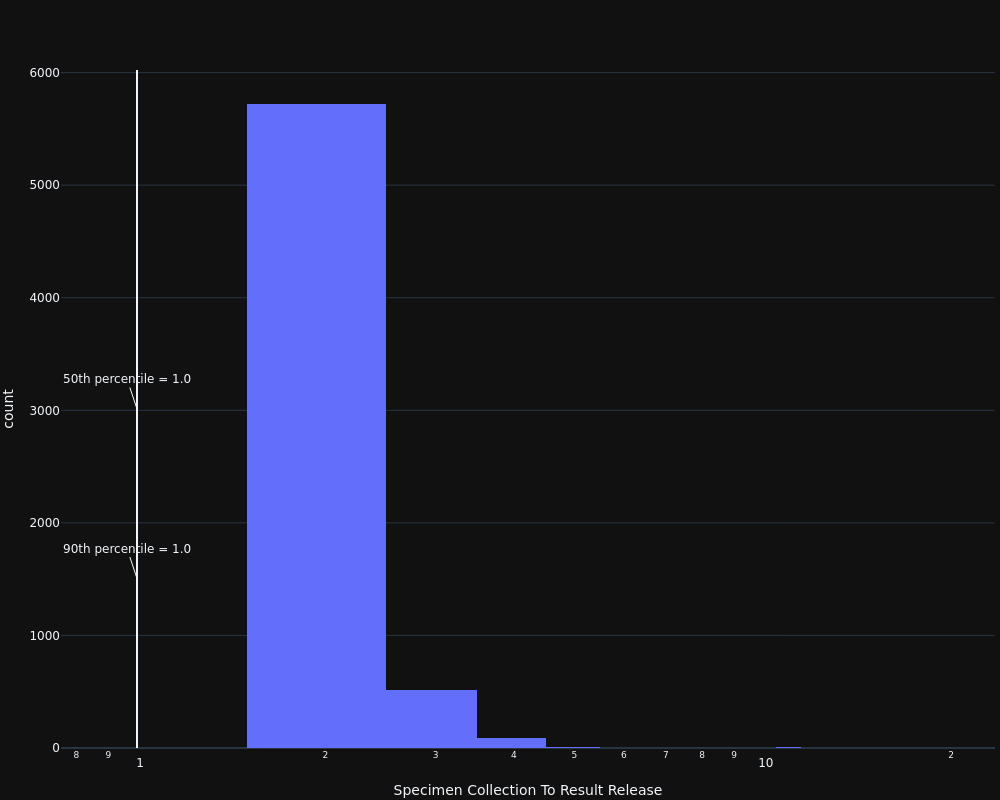 6000
5000
4000
50th percentile = 1.0
3000
count
2000
90th percentile = 1.0
1000
0
8 9 2 3 4 5 6 7 8 9 2
1 10
Specimen Collection To Result Release